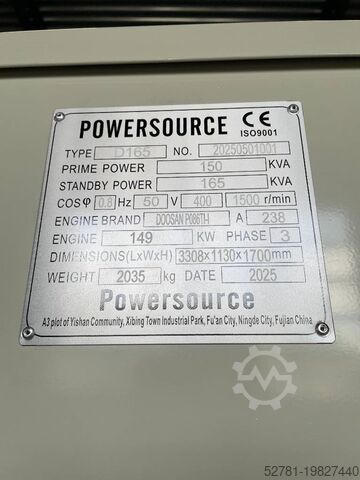 POWERSOURCE CE
ISO9001
TYPE D165 NO. 20250501001
PRIME POWER 150 KVA
STANDBY POWER 165 KVA
COSφ 0.8 Hz 50 V 400 1500 r/min
ENGINE BRAND DOOSAN P086TI-H A 238
ENGINE 149 KW PHASE 3
DIMENSIONS(LxWxH) 3308×1130×1700mm
WEIGHT 2035 kg DATE 2025
Powersource
A3 plot of Yishan Community, Xibing Town Industrial Park, Fu'an City, Ningde City, Fujian China
52781-19827440